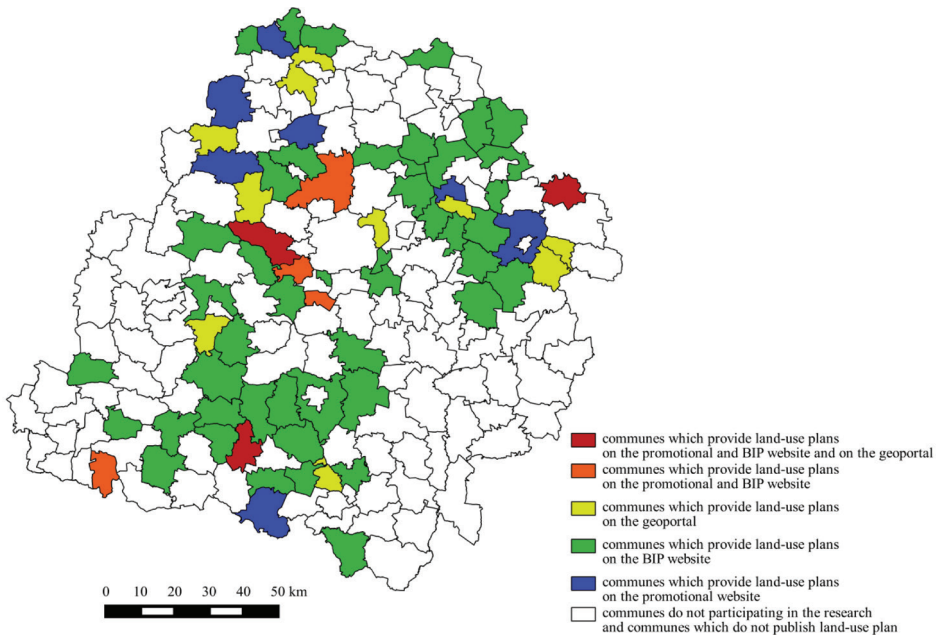 communes which provide land-use plans
on the promotional and BIP website and on the geoportal
communes which provide land-use plans
on the promotional and BIP website
communes which provide land-use plans
on the geoportal
communes which provide land-use plans
on the BIP website
communes which provide land-use plans
on the promotional website
communes do not participating in the research
and communes which do not publish land-use plan
0 10 20 30 40 50 km